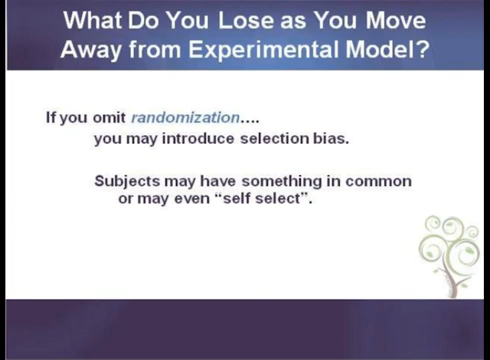 What Do You Lose as You Move
Away from Experimental Model?
If you omit randomization....
you may introduce selection bias.
Subjects may have something in common
or may even “self select”.